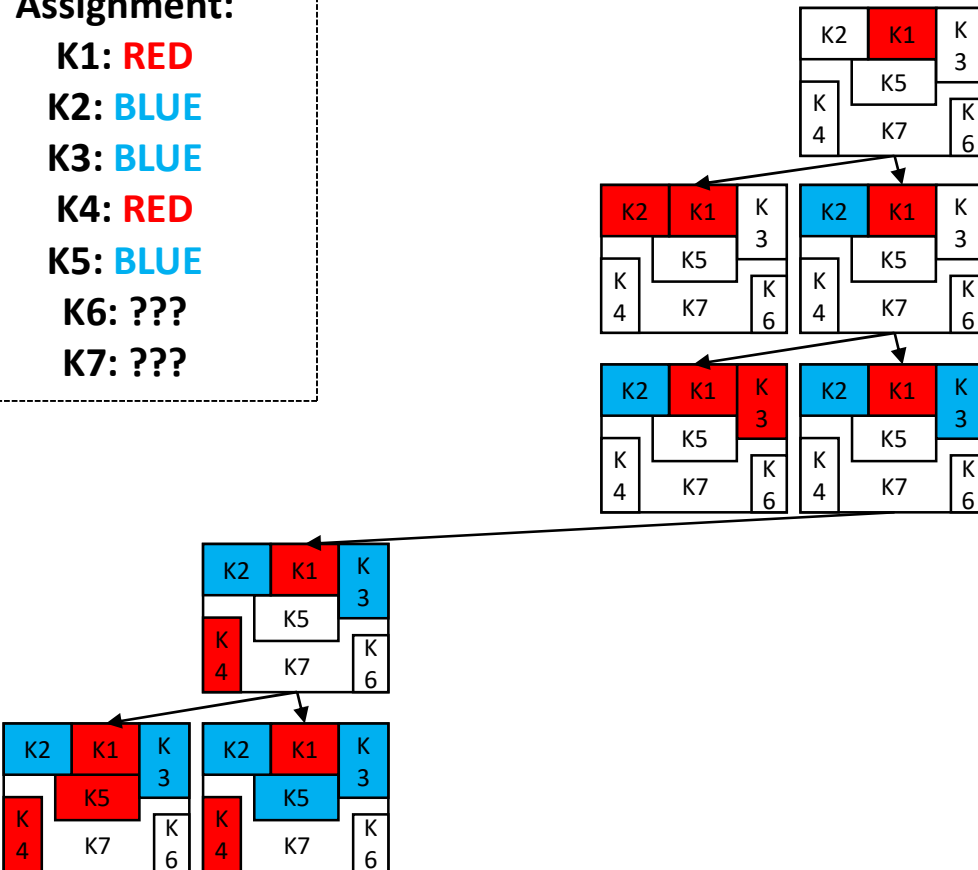 Assignment:
K1: RED
K2: BLUE
K3: BLUE
K4: RED
K5: BLUE
K6: ???
K7: ???
K2 K1 K
3
K5
K
4
K7
K
6
K2 K1 K
3
K5
K
4
K7
K
6
K2 K1 K
3
K5
K
4
K7
K
6
K2 K1 K
3
K5
K
4
K7
K
6
K2 K1 K
3
K5
K
4
K7
K
6
K2 K1 K
3
K5
K
4
K7
K
6
K2 K1 K
3
K5
K
4
K7
K
6
K2 K1 K
3
K5
K
4
K7
K
6